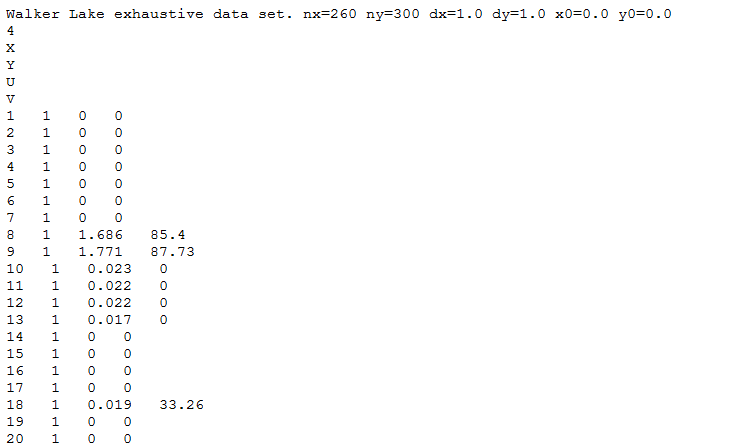 Walker Lake exhaustive data set. nx=260 ny=300 dx=1.0 dy=1.0 x0=0.0 y0=0.0
4
X
Y
U
V
1 1 0 0
2 1 0 0
3 1 0 0
4 1 0 0
5 1 0 0
6 1 0 0
7 1 0 0
8 1 1.686 85.4
9 1 1.771 87.73
10 1 0.023 0
11 1 0.022 0
12 1 0.022 0
13 1 0.017 0
14 1 0 0
15 1 0 0
16 1 0 0
17 1 0 0
18 1 0.019 33.26
19 1 0 0
20 1 0 0